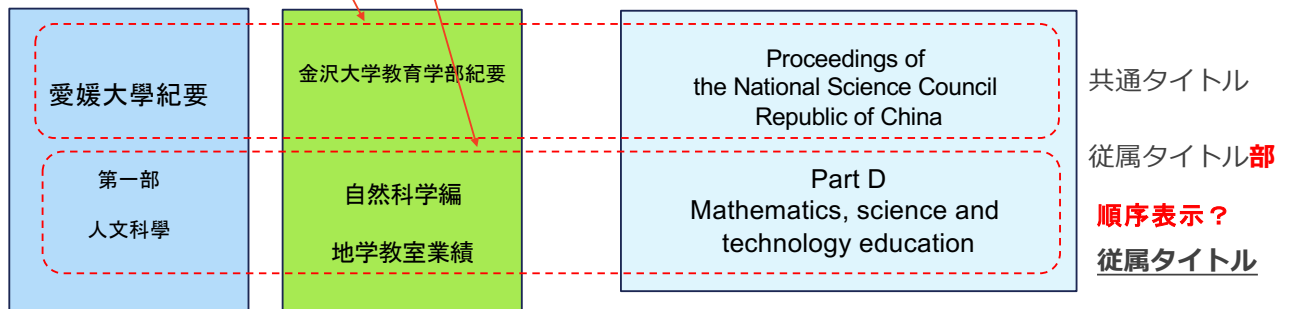 愛媛大學紀要
第一部
人文科學
金沢大学教育学部紀要
自然科学編
地学教室業績
Proceedings of
the National Science Council
Republic of China
Part D
Mathematics, science and
technology education
共通タイトル
従属タイトル部
順序表示？
従属タイトル